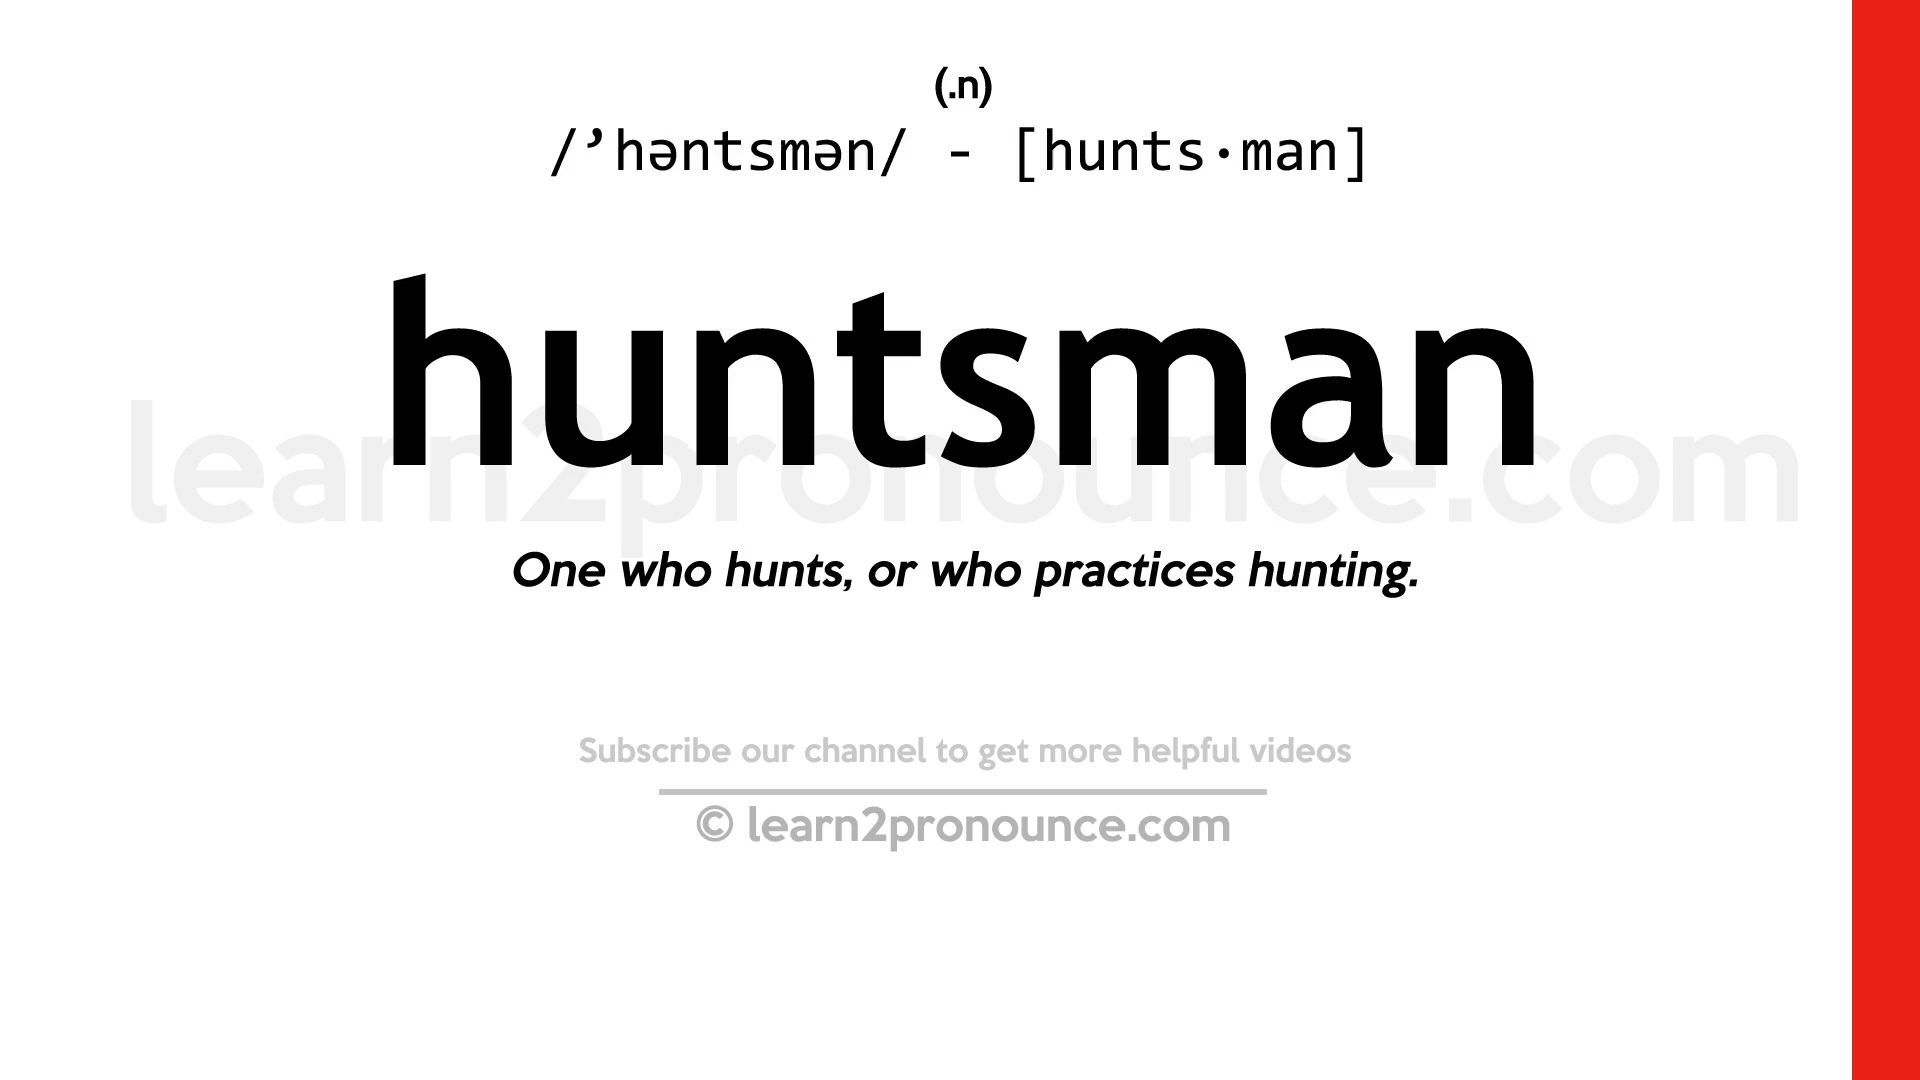 (.n)
/’həntsmən/ - [hunts·man]
huntsman
learn2pronounce.com
One who hunts, or who practices hunting.
Subscribe our channel to get more helpful videos
© learn2pronounce.com